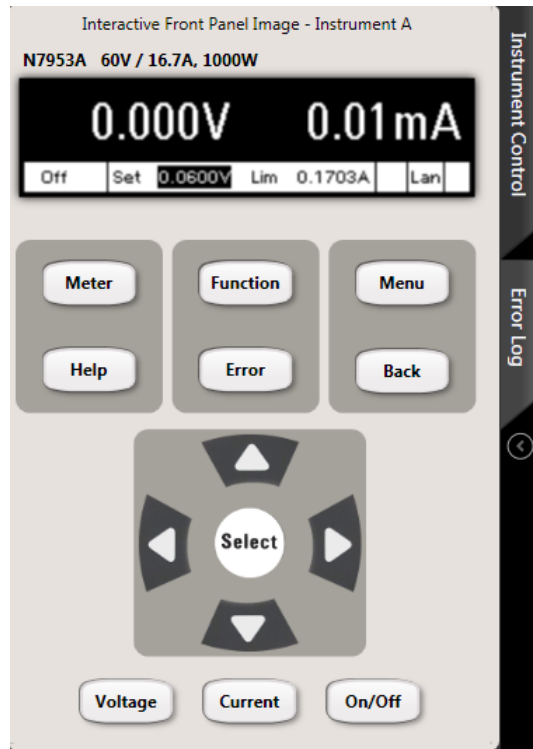 Interactive Front Panel Image - Instrument A
N7953A 60V / 16.7A, 1000W
0.000V 0.01mA
Off Set 0.0600V Lim 0.1703A Lan
Meter Function Menu
Help Error Back
Select
Voltage Current On/Off
Instrument Control
Error Log